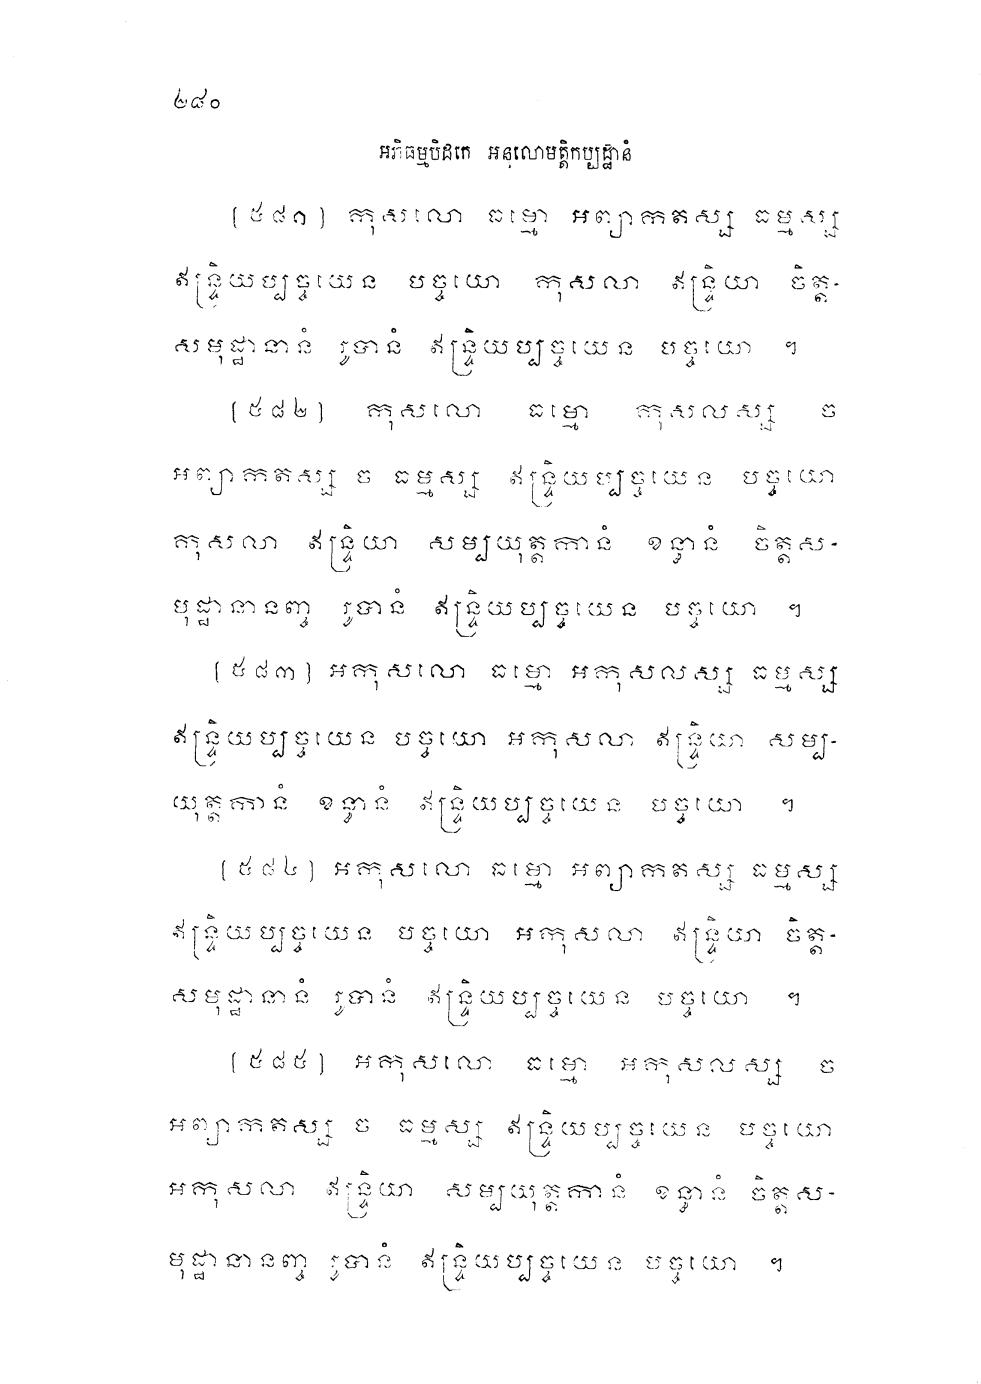 ២៨០
អភិធម្មបិដកេ អនុលោមត្តិកប្បដ្ឋានំ
[៥៨១] កុសលោ ធម្មោ អព្យាកតស្ស ធម្មស្ស
ឥន្ទ្រិយប្បច្ចយេន បច្ចយោ កុសលា ឥន្ទ្រិយា ចិត្ត-
សមុដ្ឋានានំ រូបានំ ឥន្ទ្រិយប្បច្ចយេន បច្ចយោ ។
[៥៨២] កុសលោ ធម្មោ កុសលស្ស ច
អព្យាកតស្ស ច ធម្មស្ស ឥន្ទ្រិយប្បច្ចយេន បច្ចយោ
កុសលា ឥន្ទ្រិយា សម្បយុត្តកានំ ខន្ធានំ ចិត្តស-
មុដ្ឋានានញ្ច រូបានំ ឥន្ទ្រិយប្បច្ចយេន បច្ចយោ ។
[៥៨៣] អកុសលោ ធម្មោ អកុសលស្ស ធម្មស្ស
ឥន្ទ្រិយប្បច្ចយេន បច្ចយោ អកុសលា ឥន្ទ្រិយា សម្ប-
យុត្តកានំ ខន្ធានំ ឥន្ទ្រិយប្បច្ចយេន បច្ចយោ ។
[៥៨៤] អកុសលោ ធម្មោ អព្យាកតស្ស ធម្មស្ស
ឥន្ទ្រិយប្បច្ចយេន បច្ចយោ អកុសលា ឥន្ទ្រិយា ចិត្ត-
សមុដ្ឋានានំ រូបានំ ឥន្ទ្រិយប្បច្ចយេន បច្ចយោ ។
[៥៨៥] អកុសលោ ធម្មោ អកុសលស្ស ច
អព្យាកតស្ស ច ធម្មស្ស ឥន្ទ្រិយប្បច្ចយេន បច្ចយោ
អកុសលា ឥន្ទ្រិយា សម្បយុត្តកានំ ខន្ធានំ ចិត្តស-
មុដ្ឋានានញ្ច រូបានំ ឥន្ទ្រិយប្បច្ចយេន បច្ចយោ ។